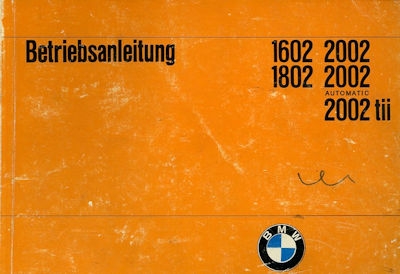 Betriebsanleitung
1602 2002
1802 2002
AUTOMATIC
2002 tii
BMW